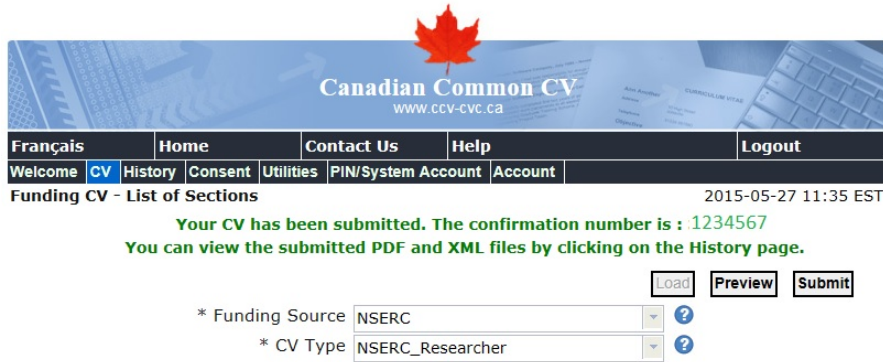 Canadian Common CV
www.ccv-cvc.ca
Français Home Contact Us Help Logout
Welcome CV History Consent Utilities PIN/System Account Account
Funding CV - List of Sections 2015-05-27 11:35 EST
Your CV has been submitted. The confirmation number is : 1234567
You can view the submitted PDF and XML files by clicking on the History page.
Load Preview Submit
* Funding Source NSERC ?
* CV Type NSERC_Researcher ?